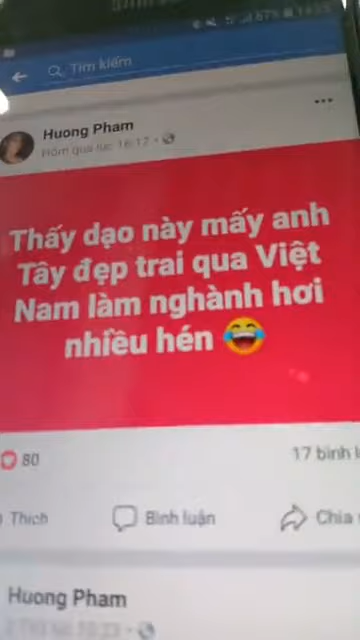 Tìm kiếm
Huong Pham
Hôm qua lúc 16:17
Thấy dạo này mấy anh
Tây đẹp trai qua Việt
Nam làm nghành hơi
nhiều hén
80
17 bình
Thích
Bình luận
Chia
Huong Pham